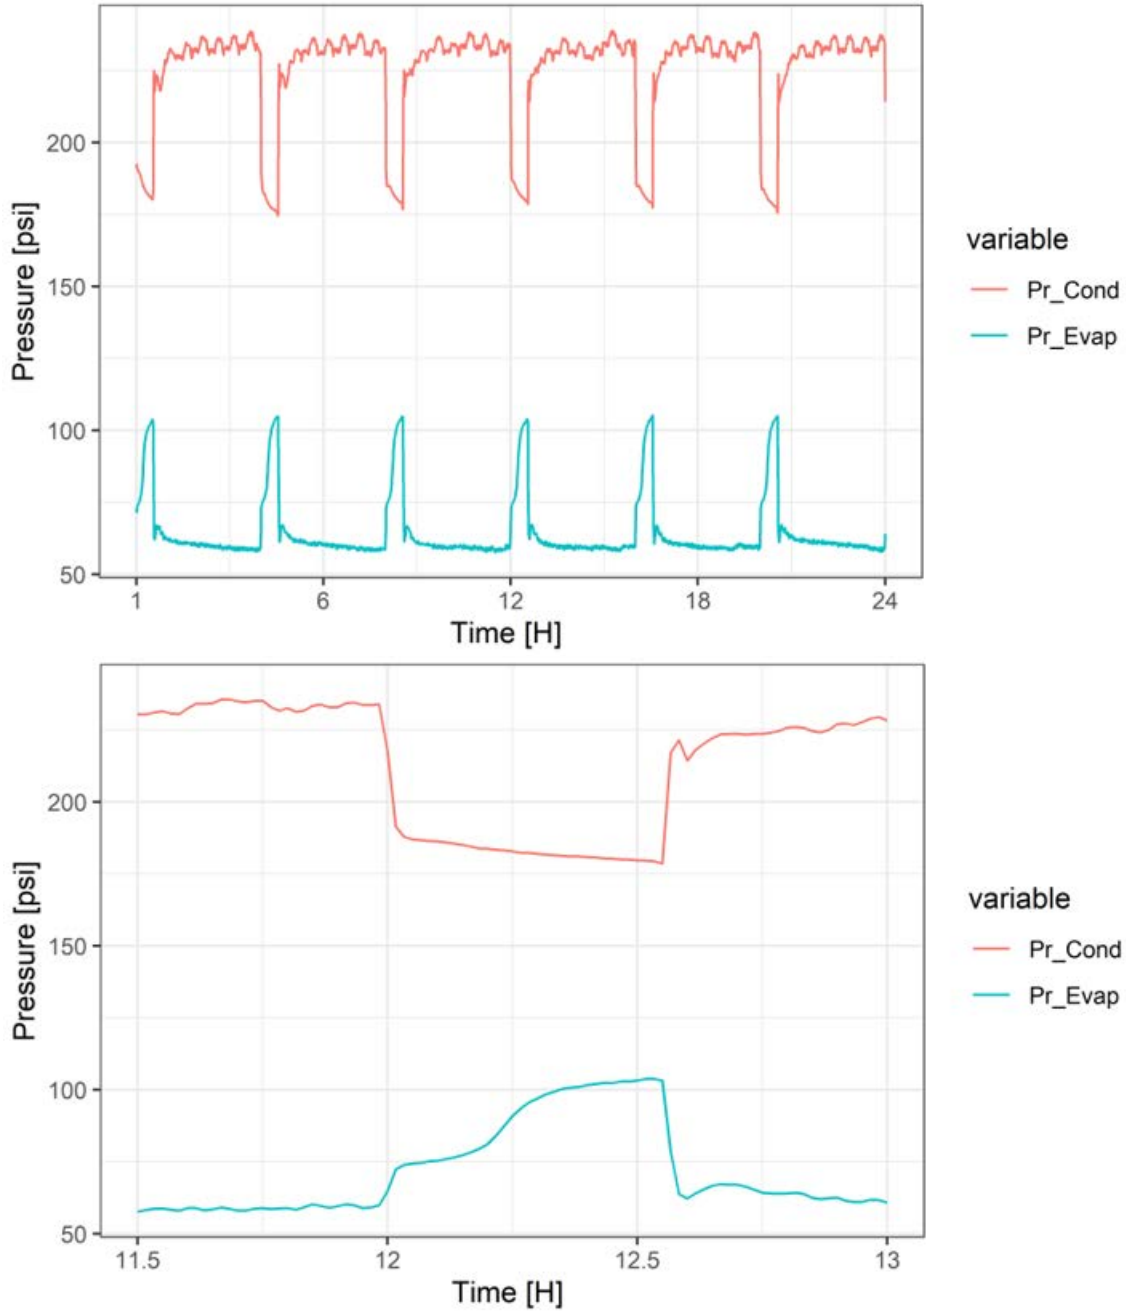 200
150
100
50
Pressure [psi]
1 6 12 18 24
Time [H]
variable
Pr_Cond
Pr_Evap
200
150
100
50
Pressure [psi]
11.5 12 12.5 13
Time [H]
variable
Pr_Cond
Pr_Evap